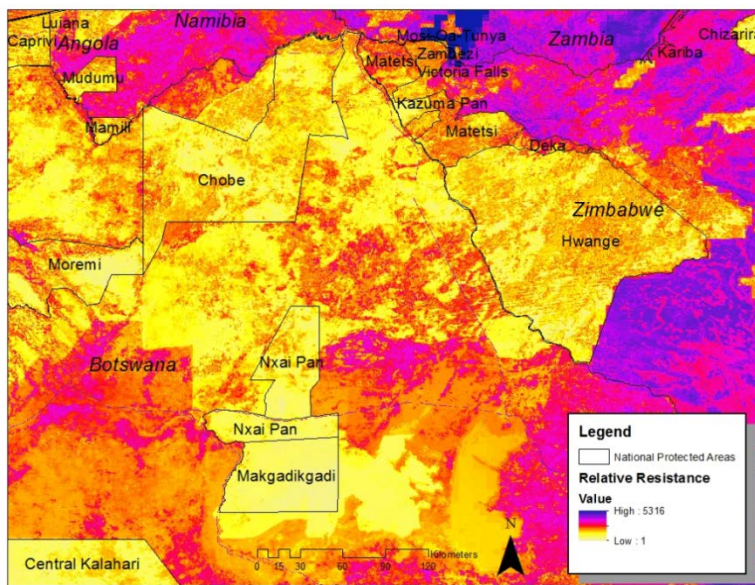 Luiana
Caprivi
Angola
Namibia
Most-Oa-Tunya
Zambezi
Victoria Falls
Matetsi
Zambia
Kariba
Chizarira
Mudumu
Mamili
Kazuma Pan
Matetsi
Deka
Chobe
Zimbabwe
Hwange
Moremi
Botswana
Nxai Pan
Nxai Pan
Makgadikgadi
Central Kalahari
Legend
National Protected Areas
Relative Resistance
Value
High : 5316
Low : 1
N
Kilometers
0 15 30 60 90 120